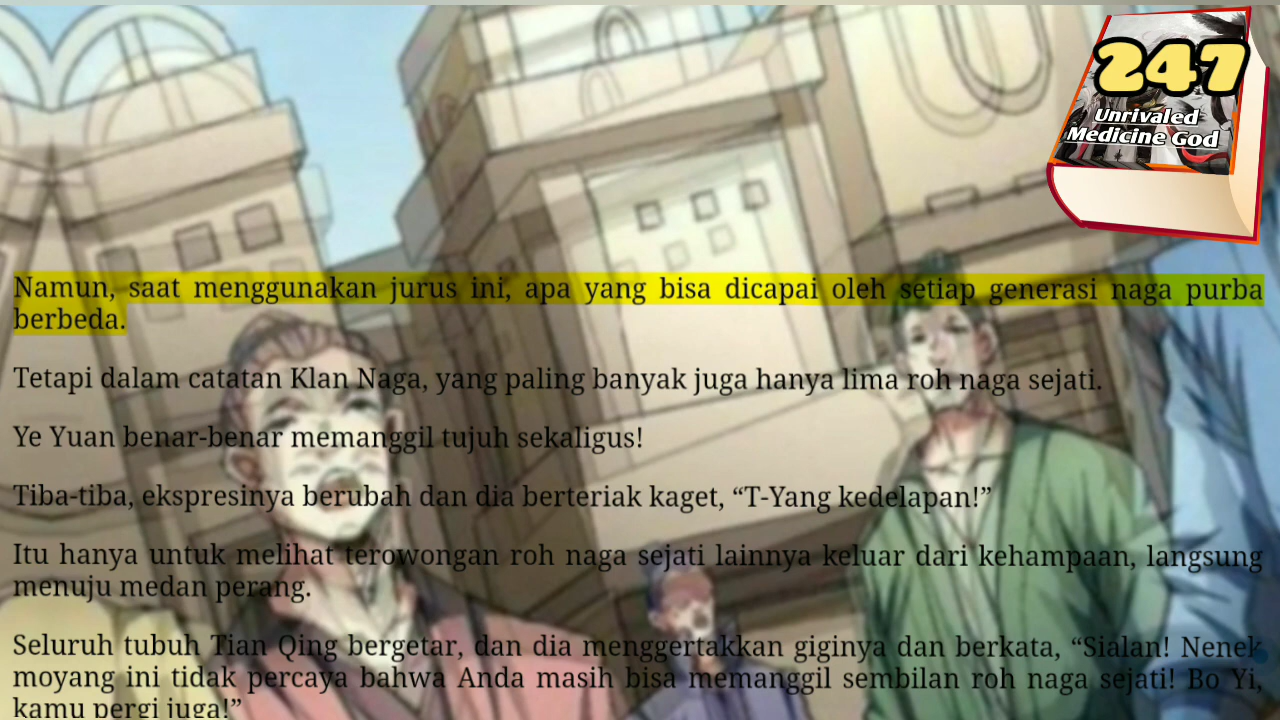 247
Unrivaled
Medicine God
Namun, saat menggunakan jurus ini, apa yang bisa dicapai oleh setiap generasi naga purba
berbeda.
Tetapi dalam catatan Klan Naga, yang paling banyak juga hanya lima roh naga sejati.
Ye Yuan benar-benar memanggil tujuh sekaligus!
Tiba-tiba, ekspresinya berubah dan dia berteriak kaget, “T-Yang kedelapan!”
Itu hanya untuk melihat terowongan roh naga sejati lainnya keluar dari kehampaan, langsung
menuju medan perang.
Seluruh tubuh Tian Qing bergetar, dan dia menggertakkan giginya dan berkata, “Sialan! Nenek
moyang ini tidak percaya bahwa Anda masih bisa memanggil sembilan roh naga sejati! Bo Yi,
kamu pergi juga!”